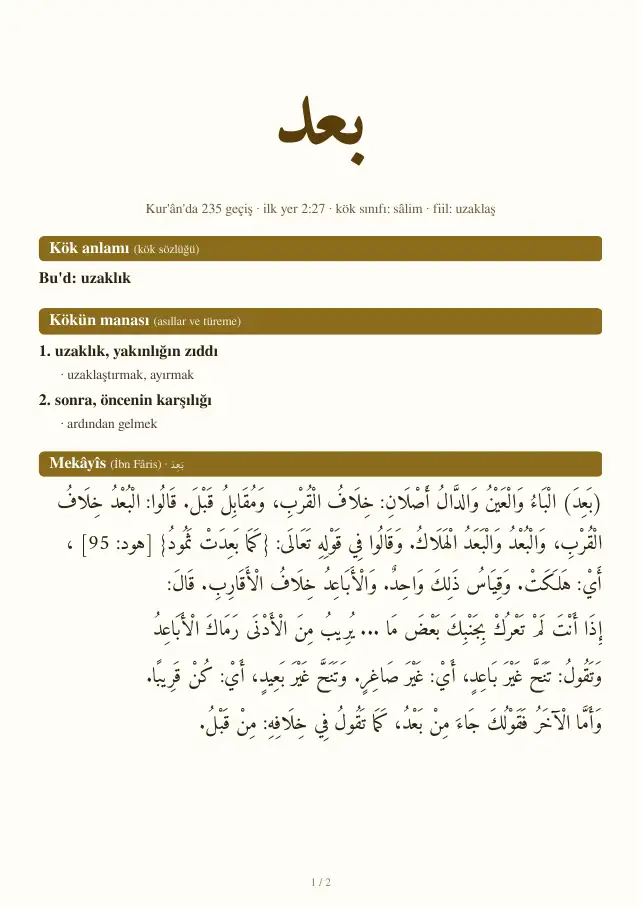 بعد
Kur'ân'da 235 geçiş · ilk yer 2:27 · kök sınıfı: sâlim · fiil: uzaklaş
Kök anlamı (kök sözlüğü)
Bu'd: uzaklık
Kökün manası (asıllar ve türeme)
1. uzaklık, yakınlığın zıddı
· uzaklaştırmak, ayırmak
2. sonra, öncenin karşılığı
· ardından gelmek
Mekâyîs (İbn Fâris) · بَعِدَ
(بَعِدَ) الْبَاءُ وَالْعَيْنُ وَالدَّالُ أَصْلَانِ: خِلَافُ الْقُرْبِ، وَمُقَابِلُ قَبْلَ. قَالُوا: الْبُعْدُ خِلَافُ
الْقُرْبِ، وَالْبُعْدُ وَالْبَعَدُ الْهَلَاكُ. وَقَالُوا فِي قَوْلِهِ تَعَالَى: {كَمَا بَعِدَتْ ثَمُودُ} [هود: 95] ،
أَيْ: هَلَكَتْ. وَقِيَاسُ ذَلِكَ وَاحِدٌ. وَالْأَبَاعِدُ خِلَافُ الْأَقَارِبِ. قَالَ:
إِذَا أَنْتَ لَمْ تَعْرُكْ بِجَنْبِكَ بَعْضَ مَا ... يُرِيبُ مِنَ الْأَدْنَى رَمَاكَ الْأَبَاعِدُ
وَتَقُولُ: تَنَحَّ غَيْرَ بَاعِدٍ، أَيْ: غَيْرَ صَاغِرٍ. وَتَنَحَّ غَيْرَ بَعِيدٍ، أَيْ: كُنْ قَرِيبًا.
وَأَمَّا الْآخَرُ فَقَوْلُكَ جَاءَ مِنْ بَعْدُ، كَمَا تَقُولُ فِي خِلَافِهِ: مِنْ قَبْلُ.
1 / 2